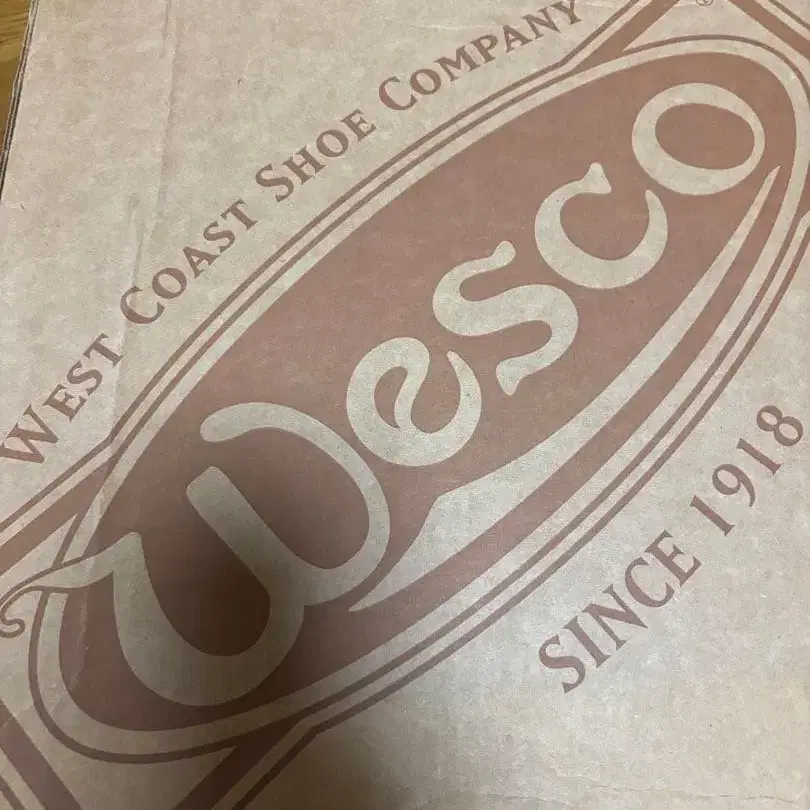 WEST COAST SHOE COMPANY
Wesco
®
SINCE 1918